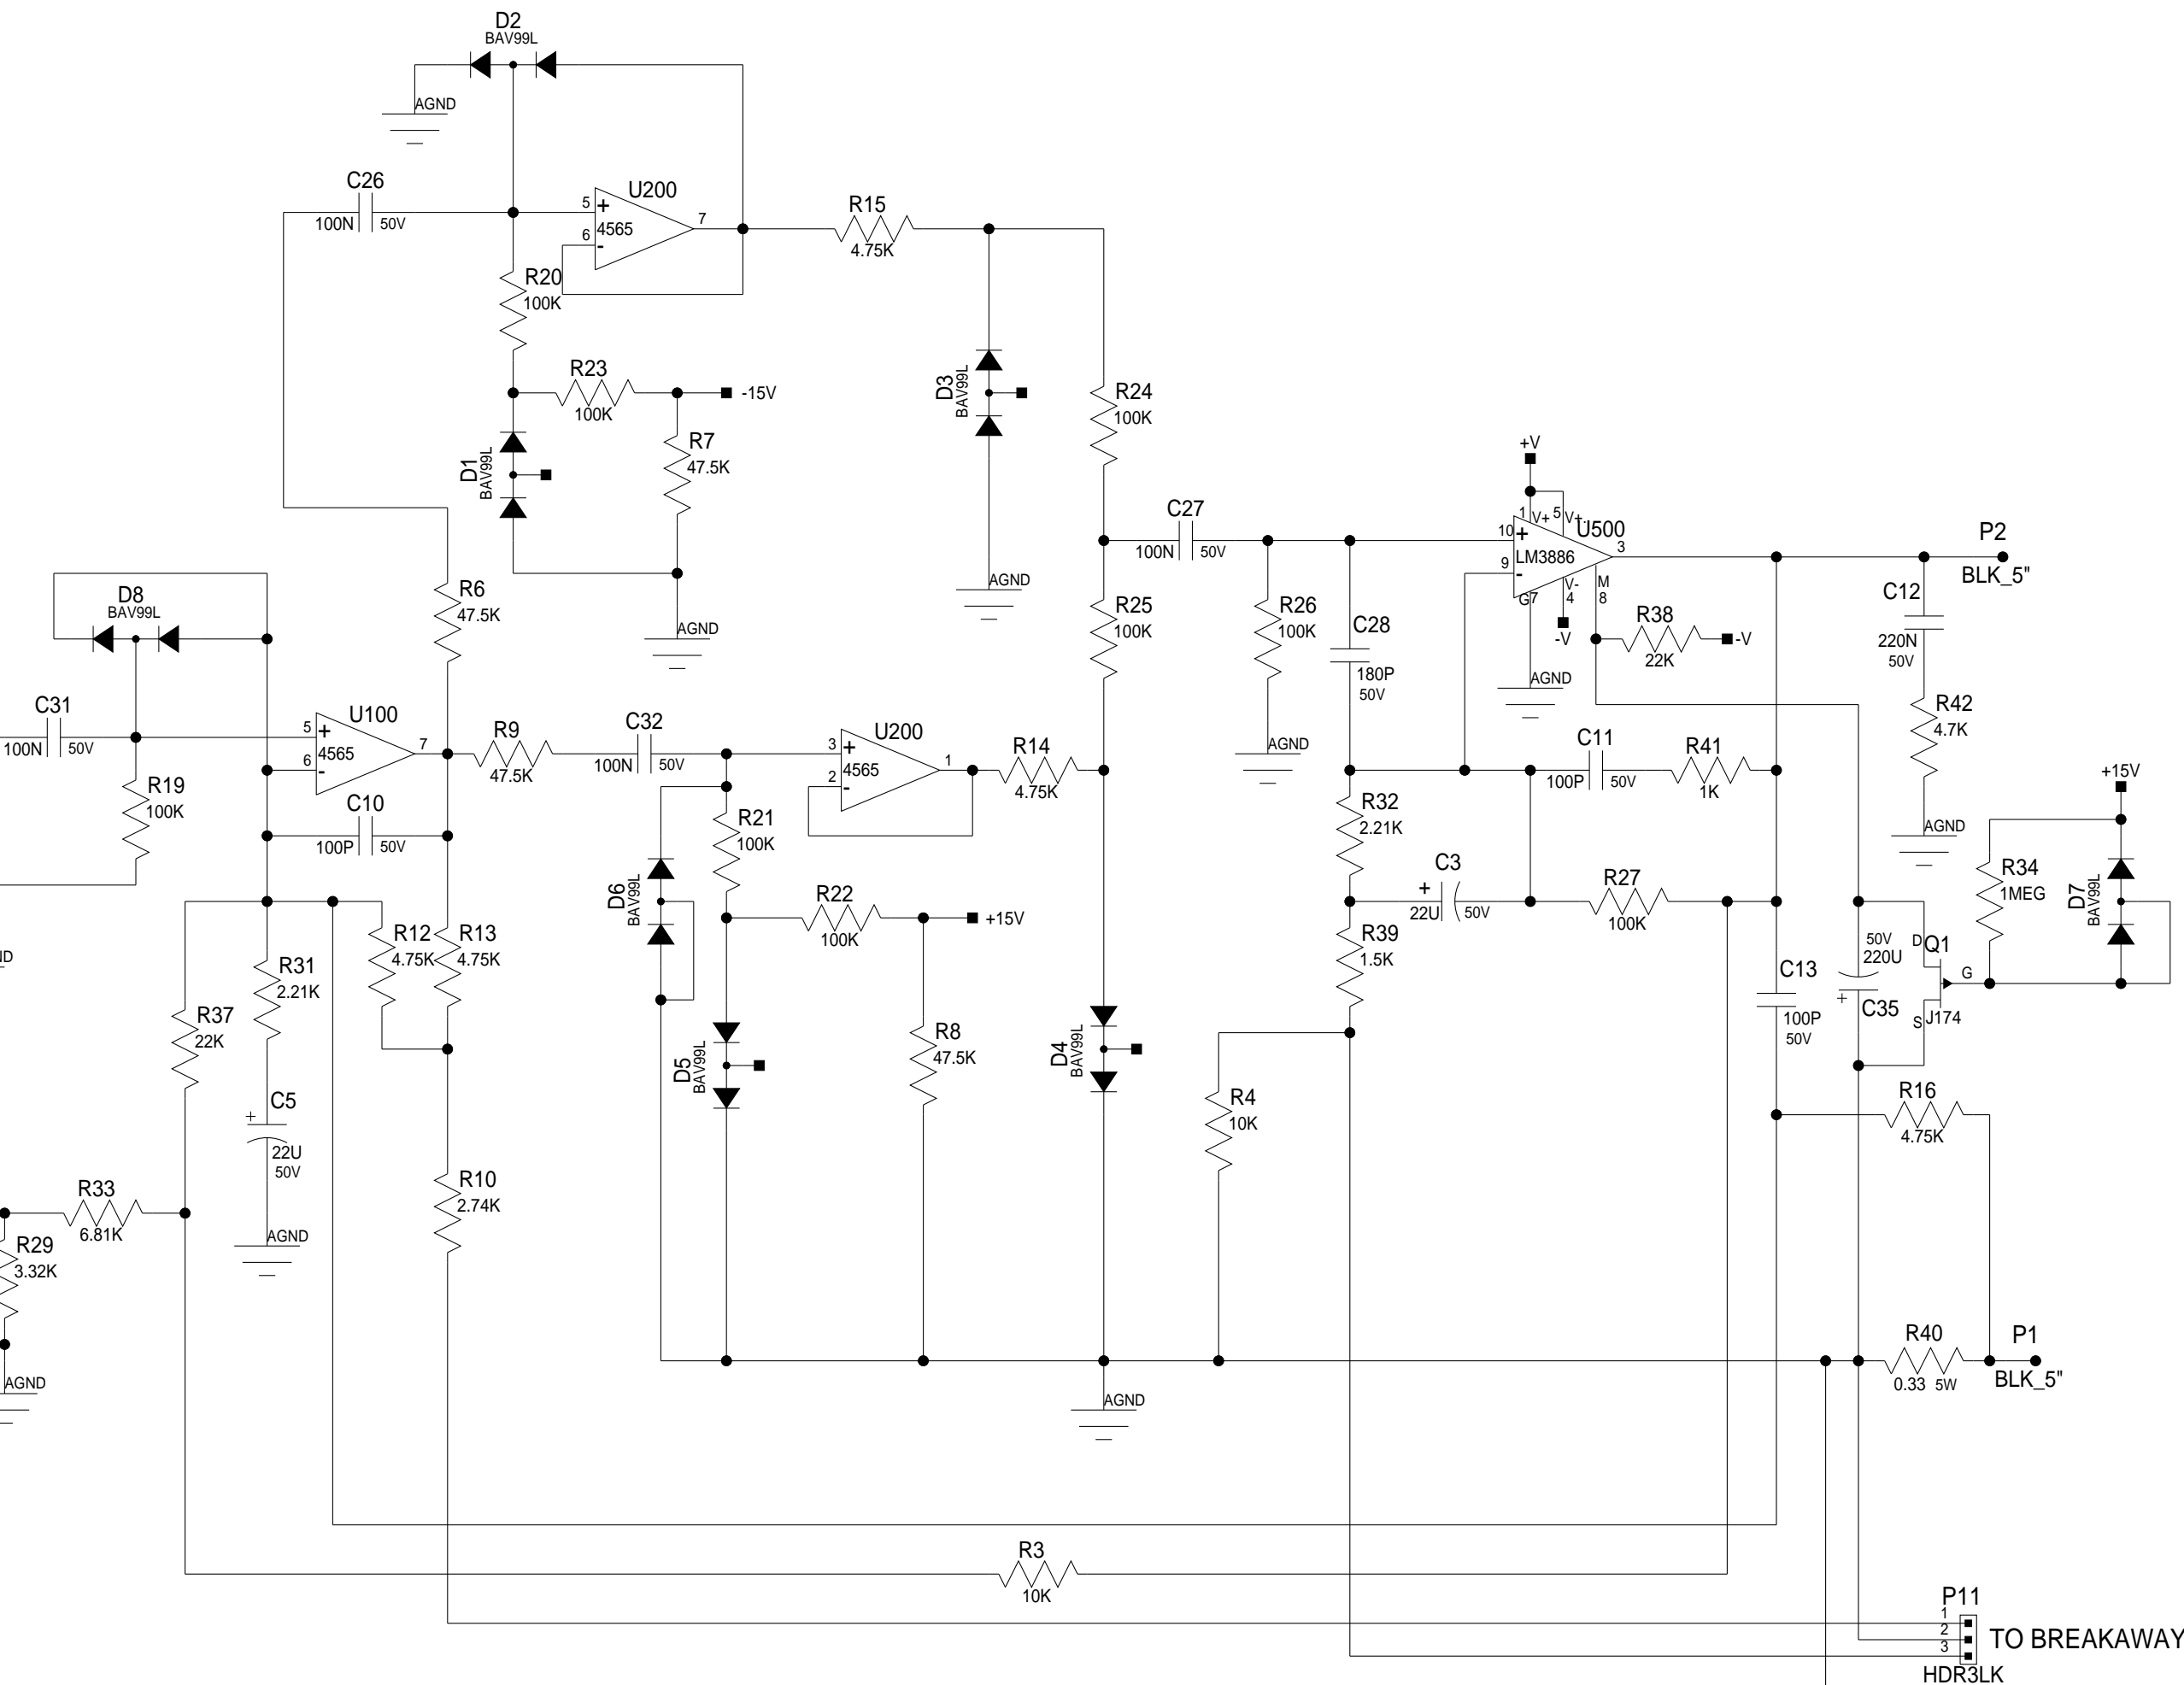 D2
BAV99L
AGND
C26
100N
50V
5
+
U200
4565
6
-
7
R15
4.75K
R20
100K
R23
100K
-15V
R7
47.5K
D1
BAV99L
AGND
D3
BAV99L
AGND
R24
100K
C27
100N
50V
R25
100K
R26
100K
AGND
C28
180P
50V
+V
1
V+
5
V+
10
+
U500
LM3886
9
-
3
G
7
V-
4
M
8
-V
AGND
R38
22K
-V
P2
BLK_5"
C12
220N
50V
R42
4.7K
AGND
D8
BAV99L
R6
47.5K
C31
100N
50V
R19
100K
5
+
U100
4565
6
-
7
C10
100P
50V
R9
47.5K
C32
100N
50V
3
+
U200
4565
2
-
1
R14
4.75K
R21
100K
D6
BAV99L
R22
100K
+15V
D5
BAV99L
R8
47.5K
D4
BAV99L
AGND
C11
100P
50V
R41
1K
R32
2.21K
C3
+
22U
50V
R27
100K
R39
1.5K
R4
10K
C13
100P
50V
50V
220U
+
C35
D
Q1
G
S
J174
R34
1MEG
+15V
D7
BAV99L
R16
4.75K
R40
0.33 5W
P1
BLK_5"
ND
R12
4.75K
R13
4.75K
R31
2.21K
R37
22K
C5
+
22U
50V
AGND
R33
6.81K
R29
3.32K
AGND
R10
2.74K
R3
10K
P11
1
2
3
TO BREAKAWAY
HDR3LK